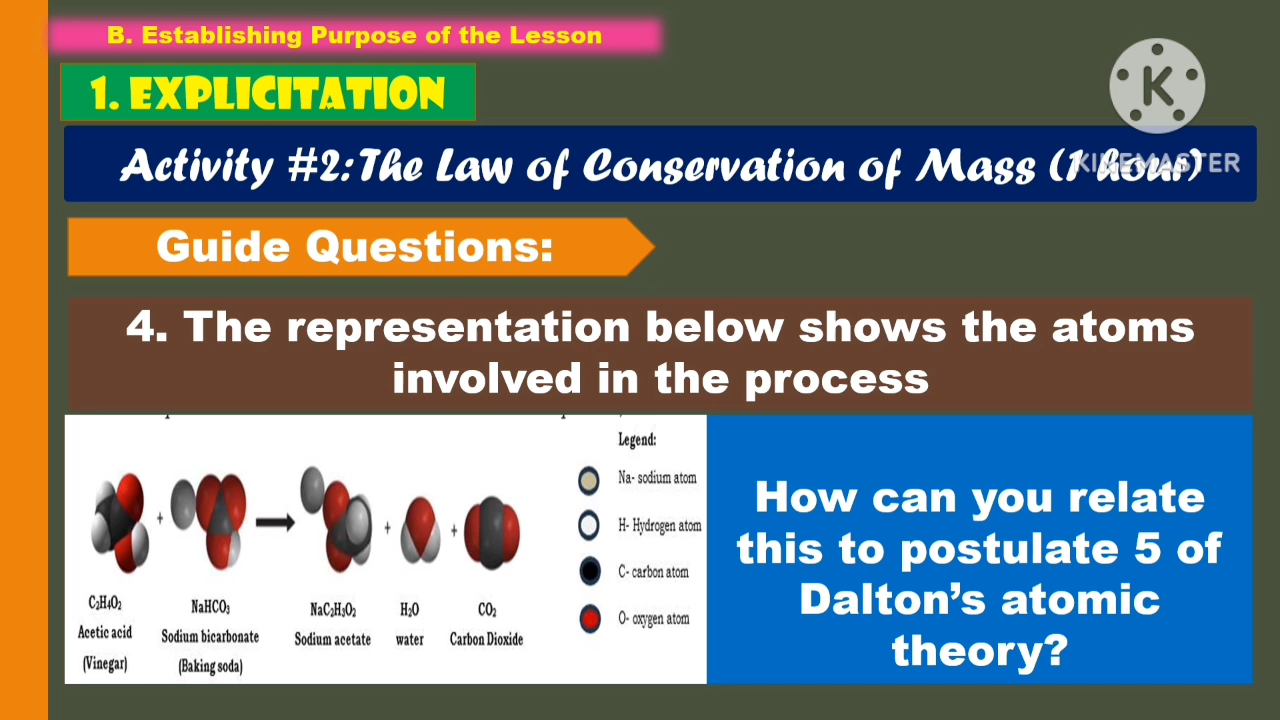 B. Establishing Purpose of the Lesson
1. EXPLICITATION
K
KINEMASTER
Activity #2: The Law of Conservation of Mass (1 hour)
Guide Questions:
4. The representation below shows the atoms
involved in the process
Legend:
Na- sodium atom
H- Hydrogen atom
C- carbon atom
O- oxygen atom
+ + +
C₂H₄O₂ NaHCO₃ NaC₂H₃O₂ H₂O CO₂
Acetic acid Sodium bicarbonate Sodium acetate water Carbon Dioxide
(Vinegar) (Baking soda)
How can you relate
this to postulate 5 of
Dalton's atomic
theory?